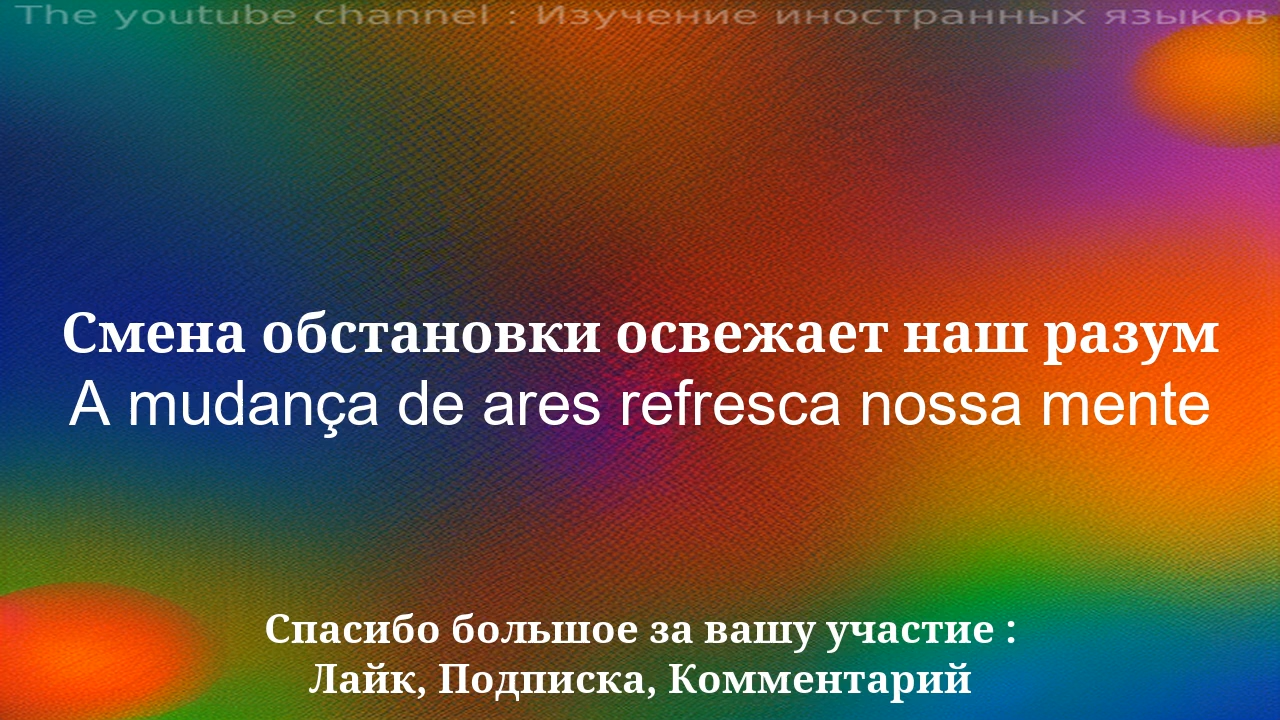 The youtube channel : Изучение иностранных языков
Смена обстановки освежает наш разум
A mudança de ares refresca nossa mente
Спасибо большое за вашу участие :
Лайк, Подписка, Комментарий